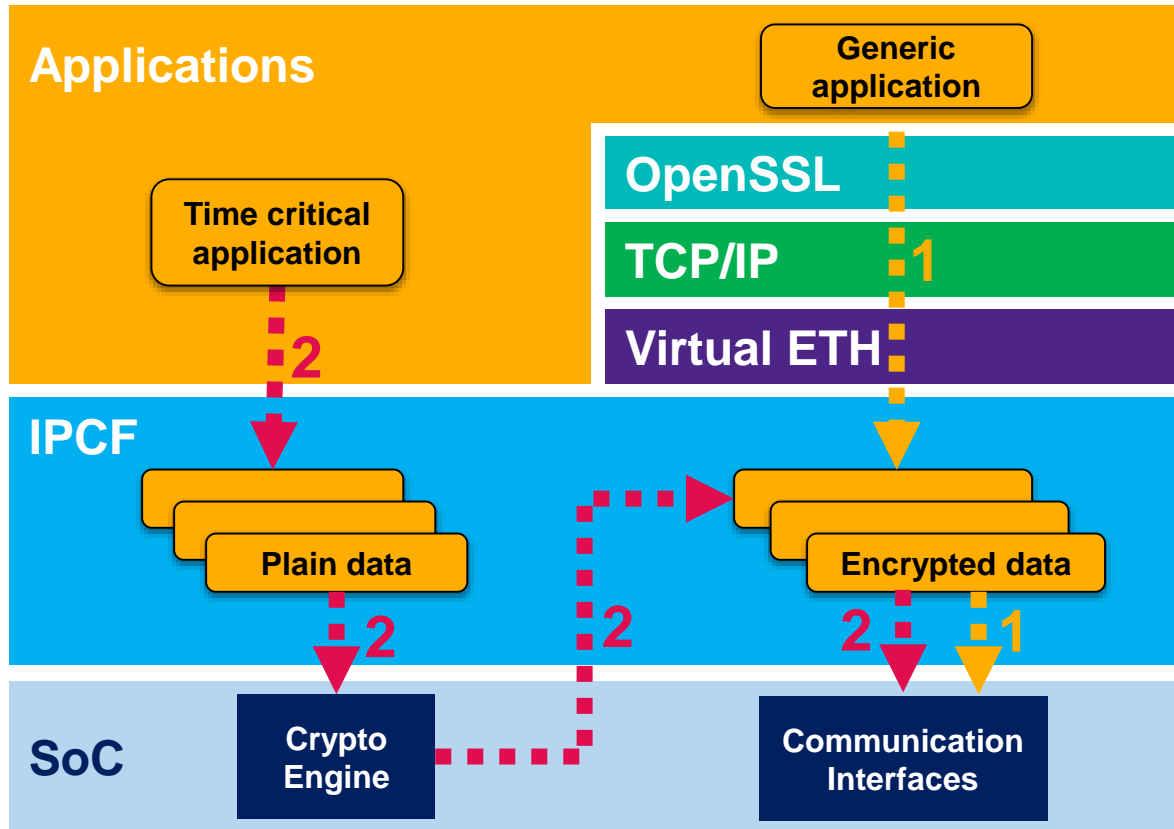 Applications
Generic
application
OpenSSL
Time critical
application
TCP/IP
1
Virtual ETH
2
IPCF
Plain data
Encrypted data
2
2
2
1
SoC
Crypto
Engine
Communication
Interfaces